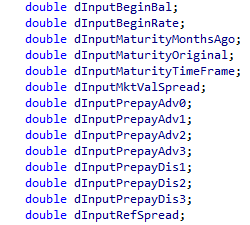 double dInputBeginBal;
double dInputBeginRate;
double dInputMaturityMonthsAgo;
double dInputMaturityOriginal;
double dInputMaturityTimeFrame;
double dInputMktValSpread;
double dInputPrepayAdv0;
double dInputPrepayAdv1;
double dInputPrepayAdv2;
double dInputPrepayAdv3;
double dInputPrepayDis1;
double dInputPrepayDis2;
double dInputPrepayDis3;
double dInputRefSpread;